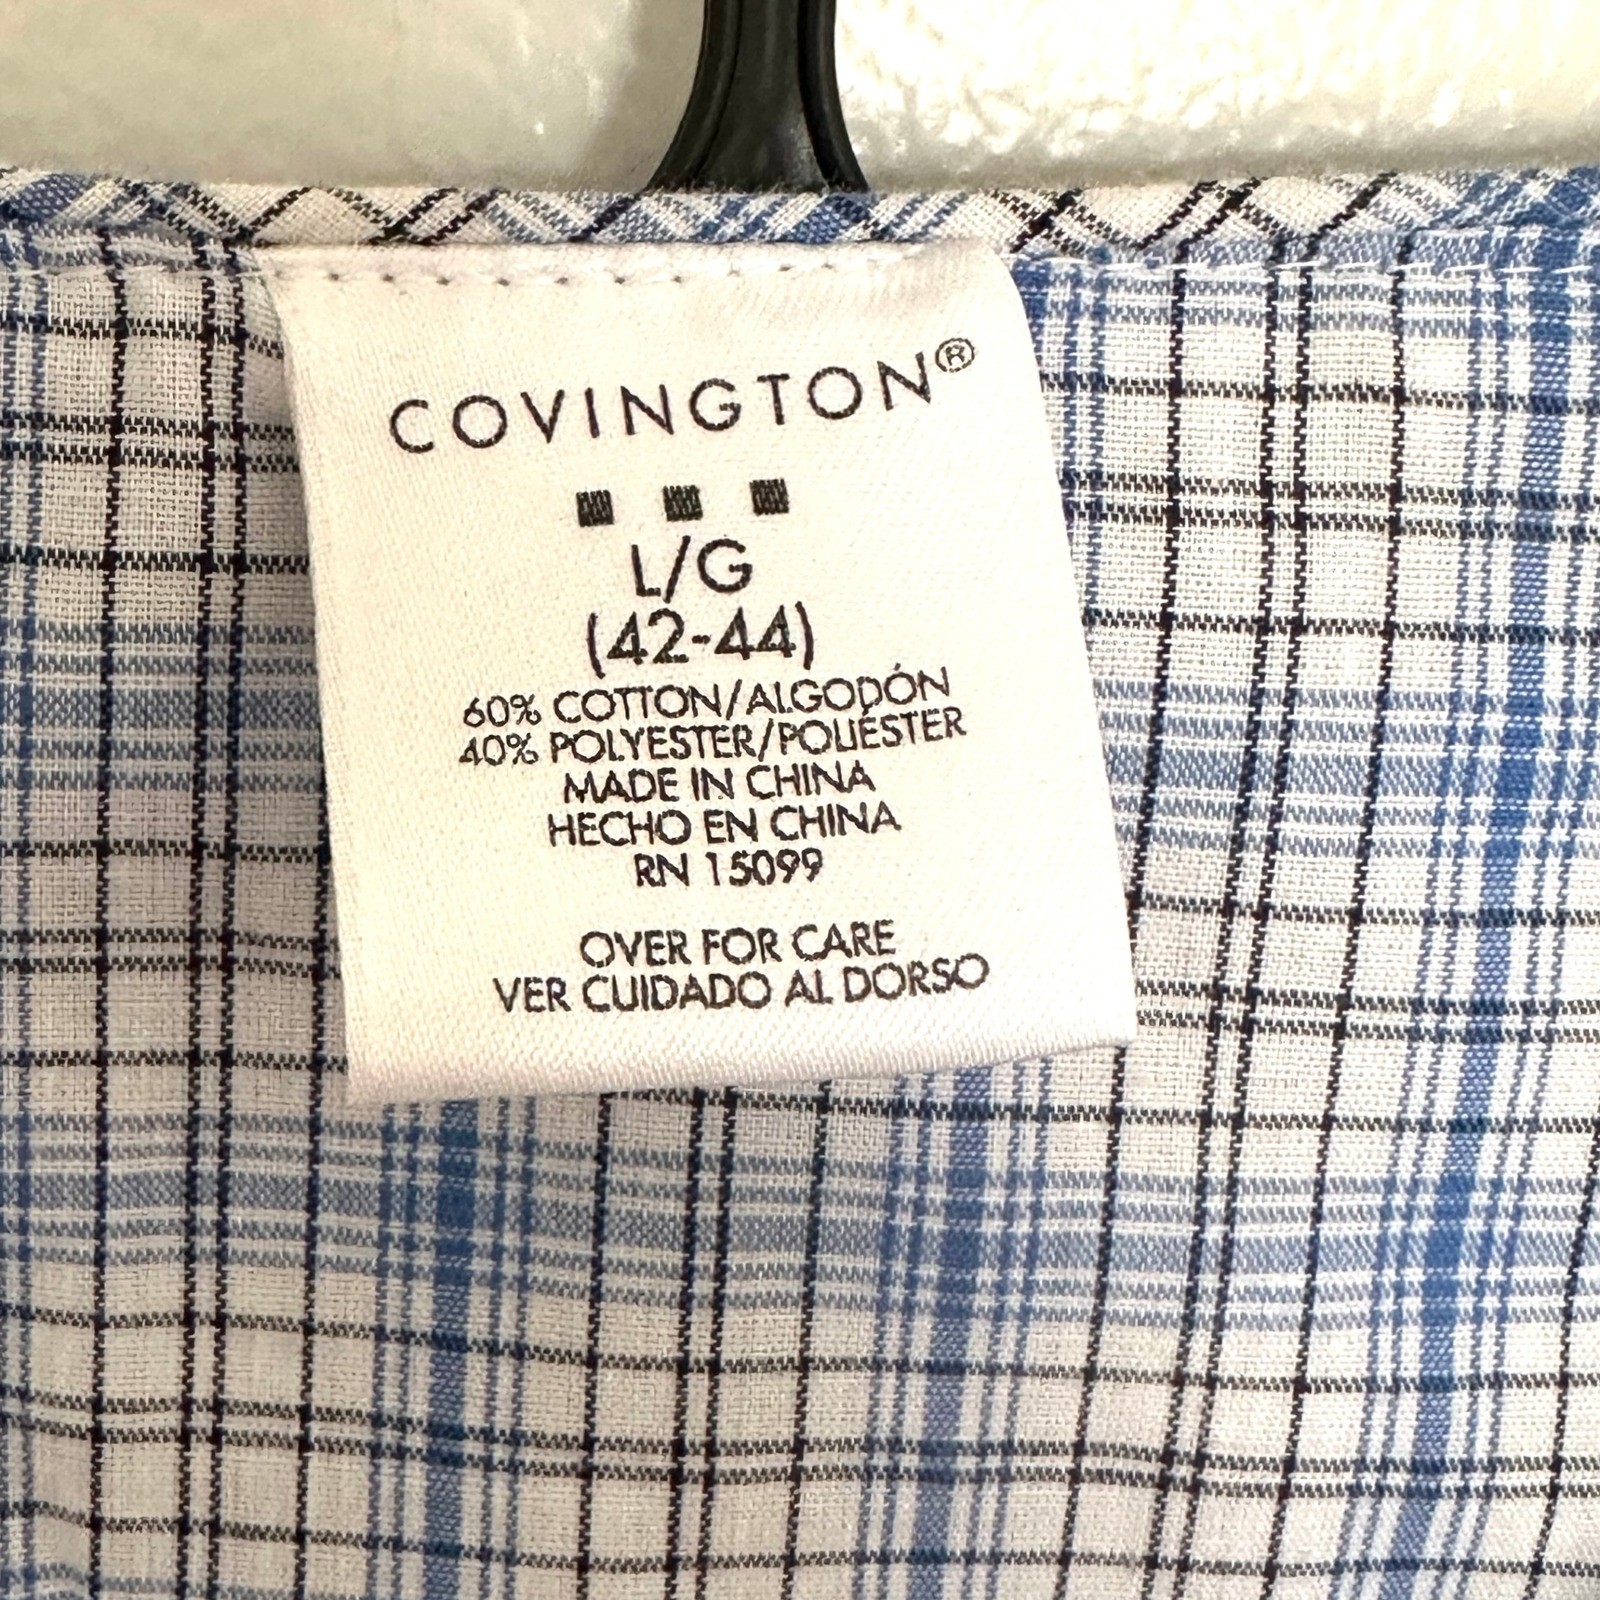 COVINGTON®
L/G
(42-44)
60% COTTON/ALGODÓN
40% POLYESTER/POLIÉSTER
MADE IN CHINA
HECHO EN CHINA
RN 15099
OVER FOR CARE
VER CUIDADO AL DORSO